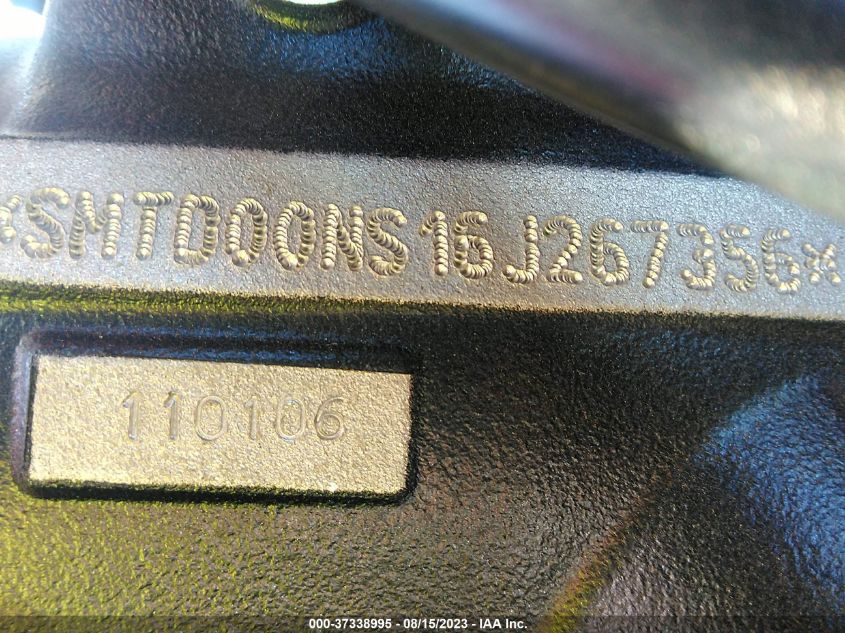 *SMTD00NS16J267356*
110106
000-37338995 - 08/15/2023 - IAA Inc.